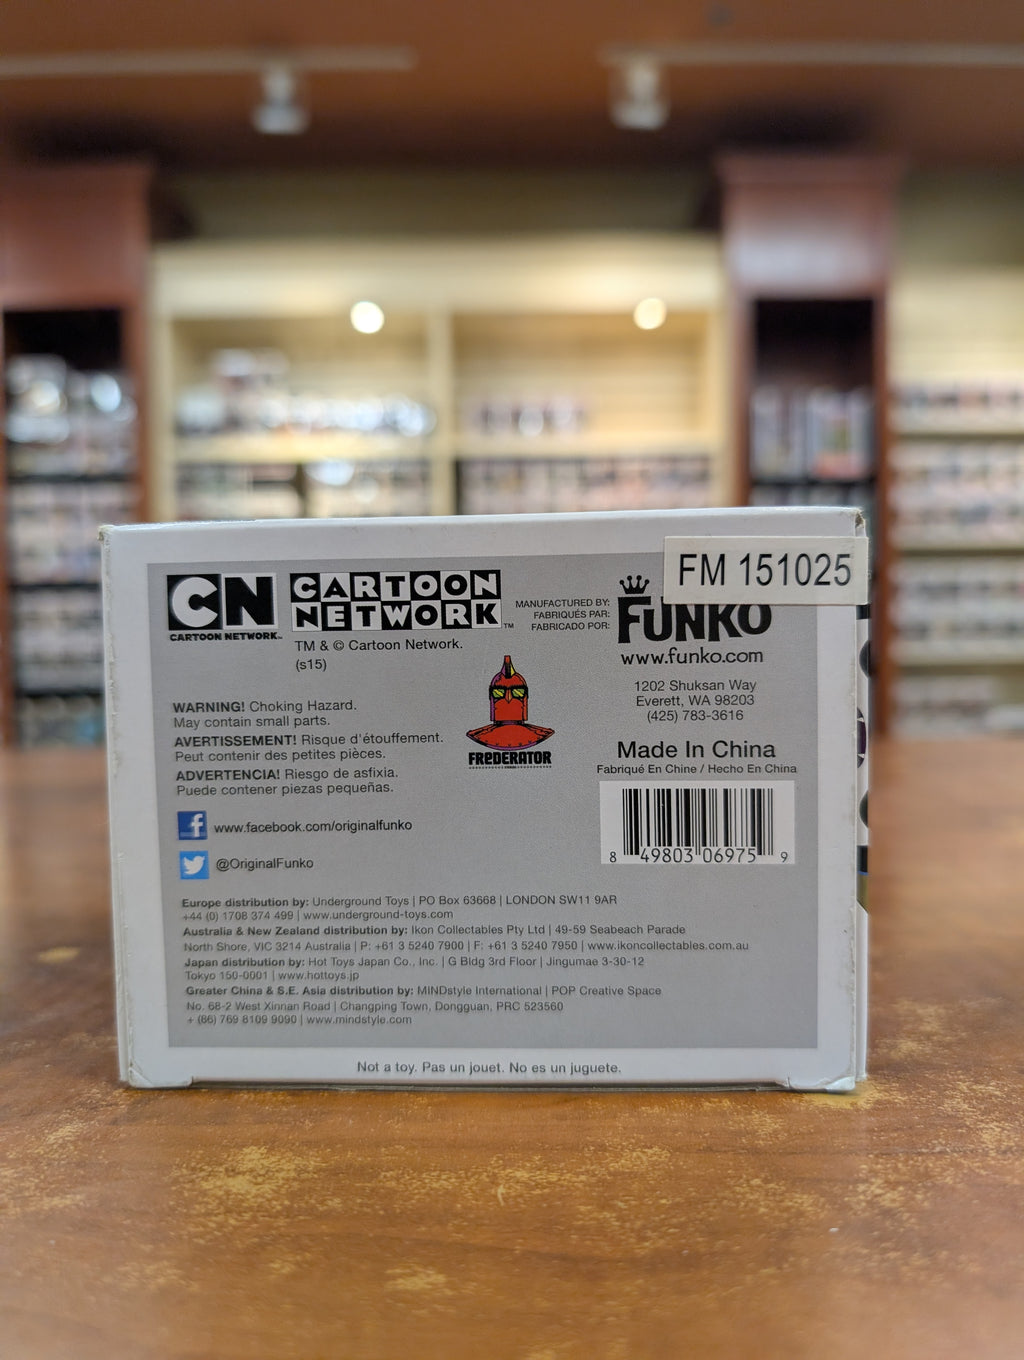 FM 151025
CN
CARTOON NETWORK™
CARTOON
NETWORK™
TM & © Cartoon Network.
(s15)
MANUFACTURED BY:
FABRIQUÉS PAR:
FABRICADO POR:
FUNKO
www.funko.com
1202 Shuksan Way
Everett, WA 98203
(425) 783-3616
WARNING! Choking Hazard.
May contain small parts.
AVERTISSEMENT! Risque d'étouffement.
Peut contenir des petites pièces.
ADVERTENCIA! Riesgo de asfixia.
Puede contener piezas pequeñas.
FREDERATOR
Made In China
Fabriqué En Chine / Hecho En China
8 49803 06975 9
www.facebook.com/originalfunko
@OriginalFunko
Europe distribution by: Underground Toys | PO Box 63668 | LONDON SW11 9AR
+44 (0) 1708 374 499 | www.underground-toys.com
Australia & New Zealand distribution by: Ikon Collectables Pty Ltd | 49-59 Seabeach Parade
North Shore, VIC 3214 Australia | P: +61 3 5240 7900 | F: +61 3 5240 7950 | www.ikoncollectables.com.au
Japan distribution by: Hot Toys Japan Co., Inc. | G Bldg 3rd Floor | Jingumae 3-30-12
Tokyo 150-0001 | www.hottoys.jp
Greater China & S.E. Asia distribution by: MINDstyle International | POP Creative Space
No. 68-2 West Xinnan Road | Changping Town, Dongguan, PRC 523560
+ (86) 769 8109 9090 | www.mindstyle.com
Not a toy. Pas un jouet. No es un juguete.